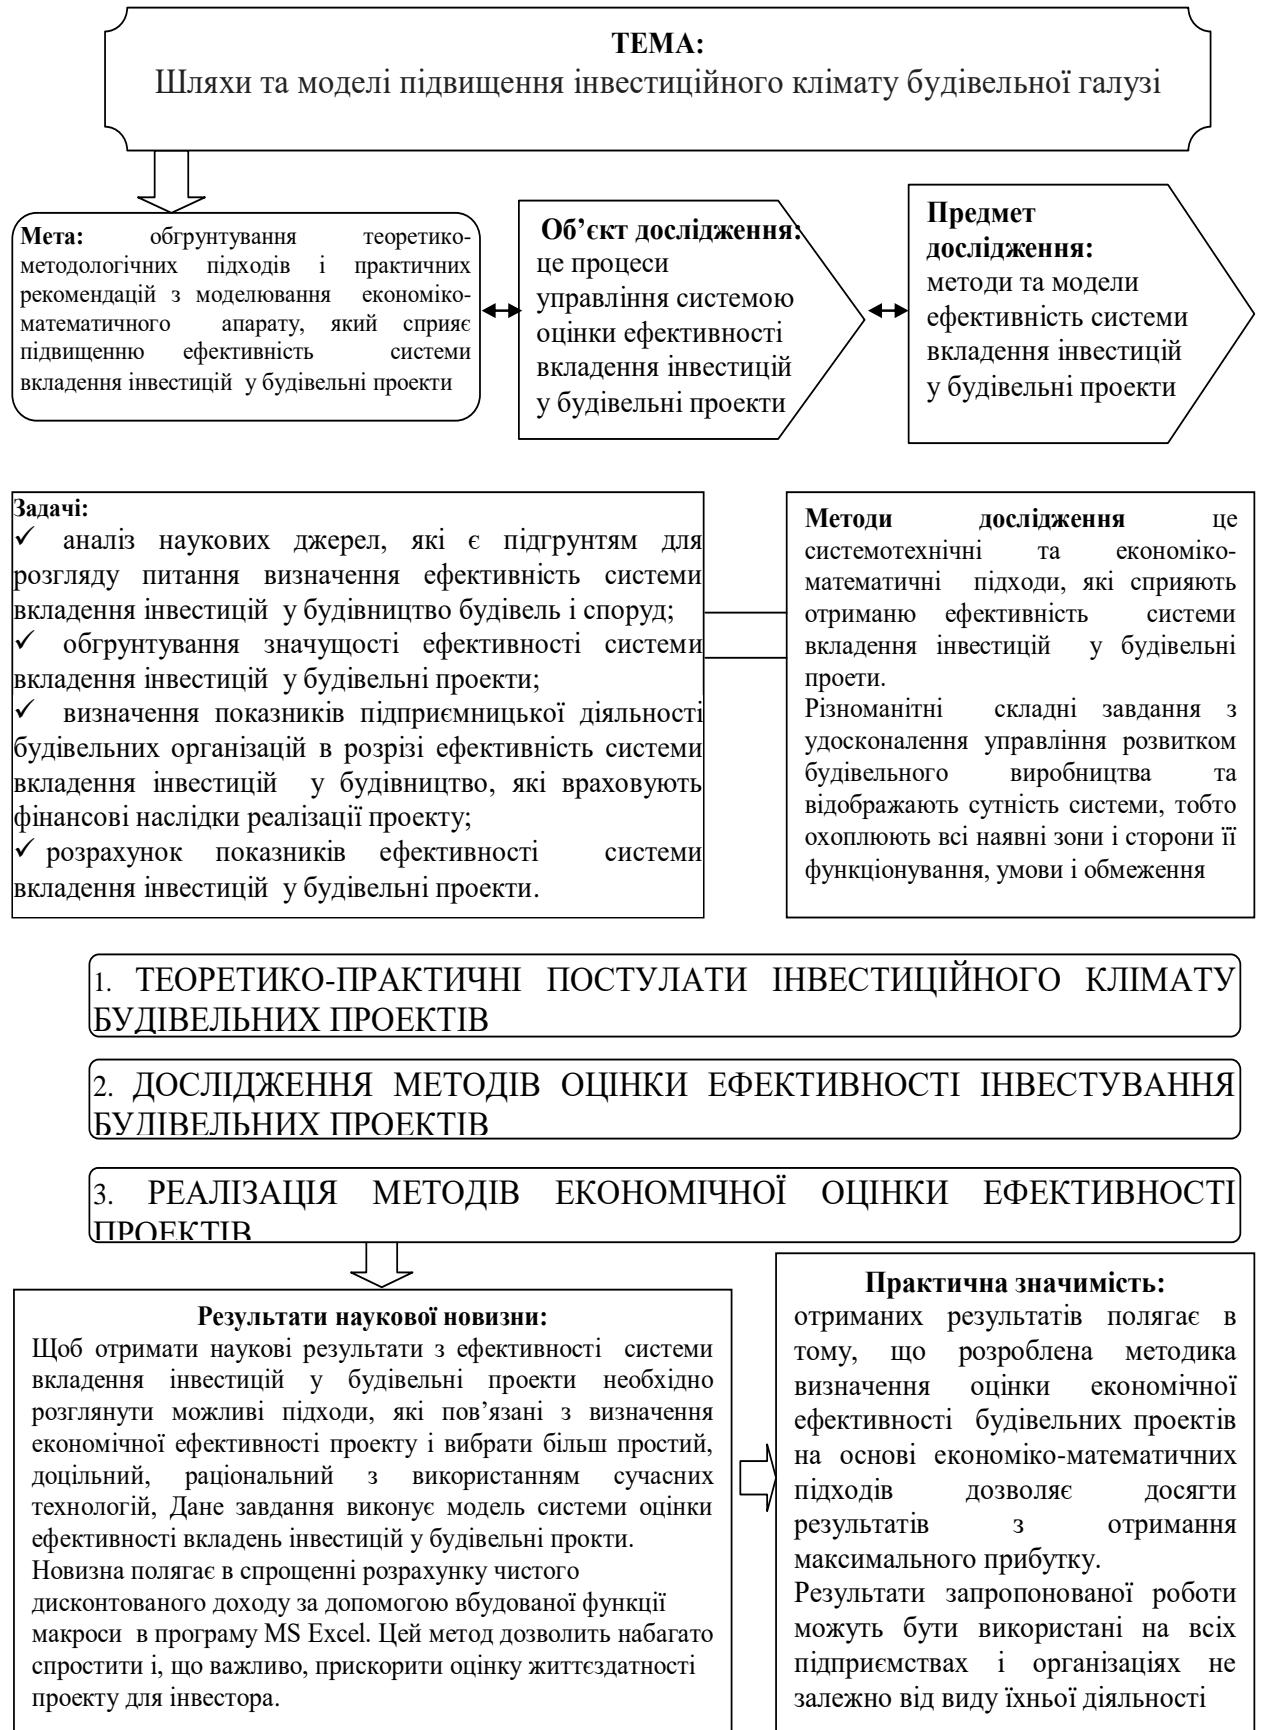 ТЕМА:
Шляхи та моделі підвищення інвестиційного клімату будівельної галузі
Мета: обгрунтування теоретико-
методологічних підходів і практичних
рекомендацій з моделювання економіко-
математичного апарату, який сприяє
підвищенню ефективність системи
вкладення інвестицій у будівельні проекти
Об’єкт дослідження:
це процеси
управління системою
оцінки ефективності
вкладення інвестицій
у будівельні проекти
Предмет
дослідження:
методи та модели
ефективність системи
вкладення інвестицій
у будівельні проекти
Задачі:
✓ аналіз наукових джерел, які є підгрунтям для
розгляду питання визначення ефективність системи
вкладення інвестицій у будівництво будівель і споруд;
✓ обгрунтування значущості ефективності системи
вкладення інвестицій у будівельні проекти;
✓ визначення показників підприємницької діяльності
будівельних організацій в розрізі ефективність системи
вкладення інвестицій у будівництво, які враховують
фінансові наслідки реалізації проекту;
✓ розрахунок показників ефективності системи
вкладення інвестицій у будівельні проекти.
Методи дослідження це
системотехнічні та економіко-
математичні підходи, які сприяють
отриманю ефективність системи
вкладення інвестицій у будівельні
проети.
Різноманітні складні завдання з
удосконалення управління розвитком
будівельного виробництва та
відображають сутність системи, тобто
охоплюють всі наявні зони і сторони її
функціонування, умови і обмеження
1. ТЕОРЕТИКО-ПРАКТИЧНІ ПОСТУЛАТИ ІНВЕСТИЦІЙНОГО КЛІМАТУ
БУДІВЕЛЬНИХ ПРОЕКТІВ
2. ДОСЛІДЖЕННЯ МЕТОДІВ ОЦІНКИ ЕФЕКТИВНОСТІ ІНВЕСТУВАННЯ
БУДІВЕЛЬНИХ ПРОЕКТІВ
3. РЕАЛІЗАЦІЯ МЕТОДІВ ЕКОНОМІЧНОЇ ОЦІНКИ ЕФЕКТИВНОСТІ
ПРОЕКТІВ
Результати наукової новизни:
Щоб отримати наукові результати з ефективності системи
вкладення інвестицій у будівельні проекти необхідно
розглянути можливі підходи, які пов’язані з визначення
економічної ефективності проекту і вибрати більш простий,
доцільний, раціональний з використанням сучасних
технологій, Дане завдання виконує модель системи оцінки
ефективності вкладень інвестицій у будівельні прокти.
Новизна полягає в спрощенні розрахунку чистого
дисконтованого доходу за допомогою вбудованої функції
макроси в програму MS Excel. Цей метод дозволить набагато
спростити і, що важливо, прискорити оцінку життєздатності
проекту для інвестора.
Практична значимість:
отриманих результатів полягає в
тому, що розроблена методика
визначення оцінки економічної
ефективності будівельних проектів
на основі економіко-математичних
підходів дозволяє досягти
результатів з отримання
максимального прибутку.
Результати запропонованої роботи
можуть бути використані на всіх
підприємствах і організаціях не
залежно від виду їхньої діяльності